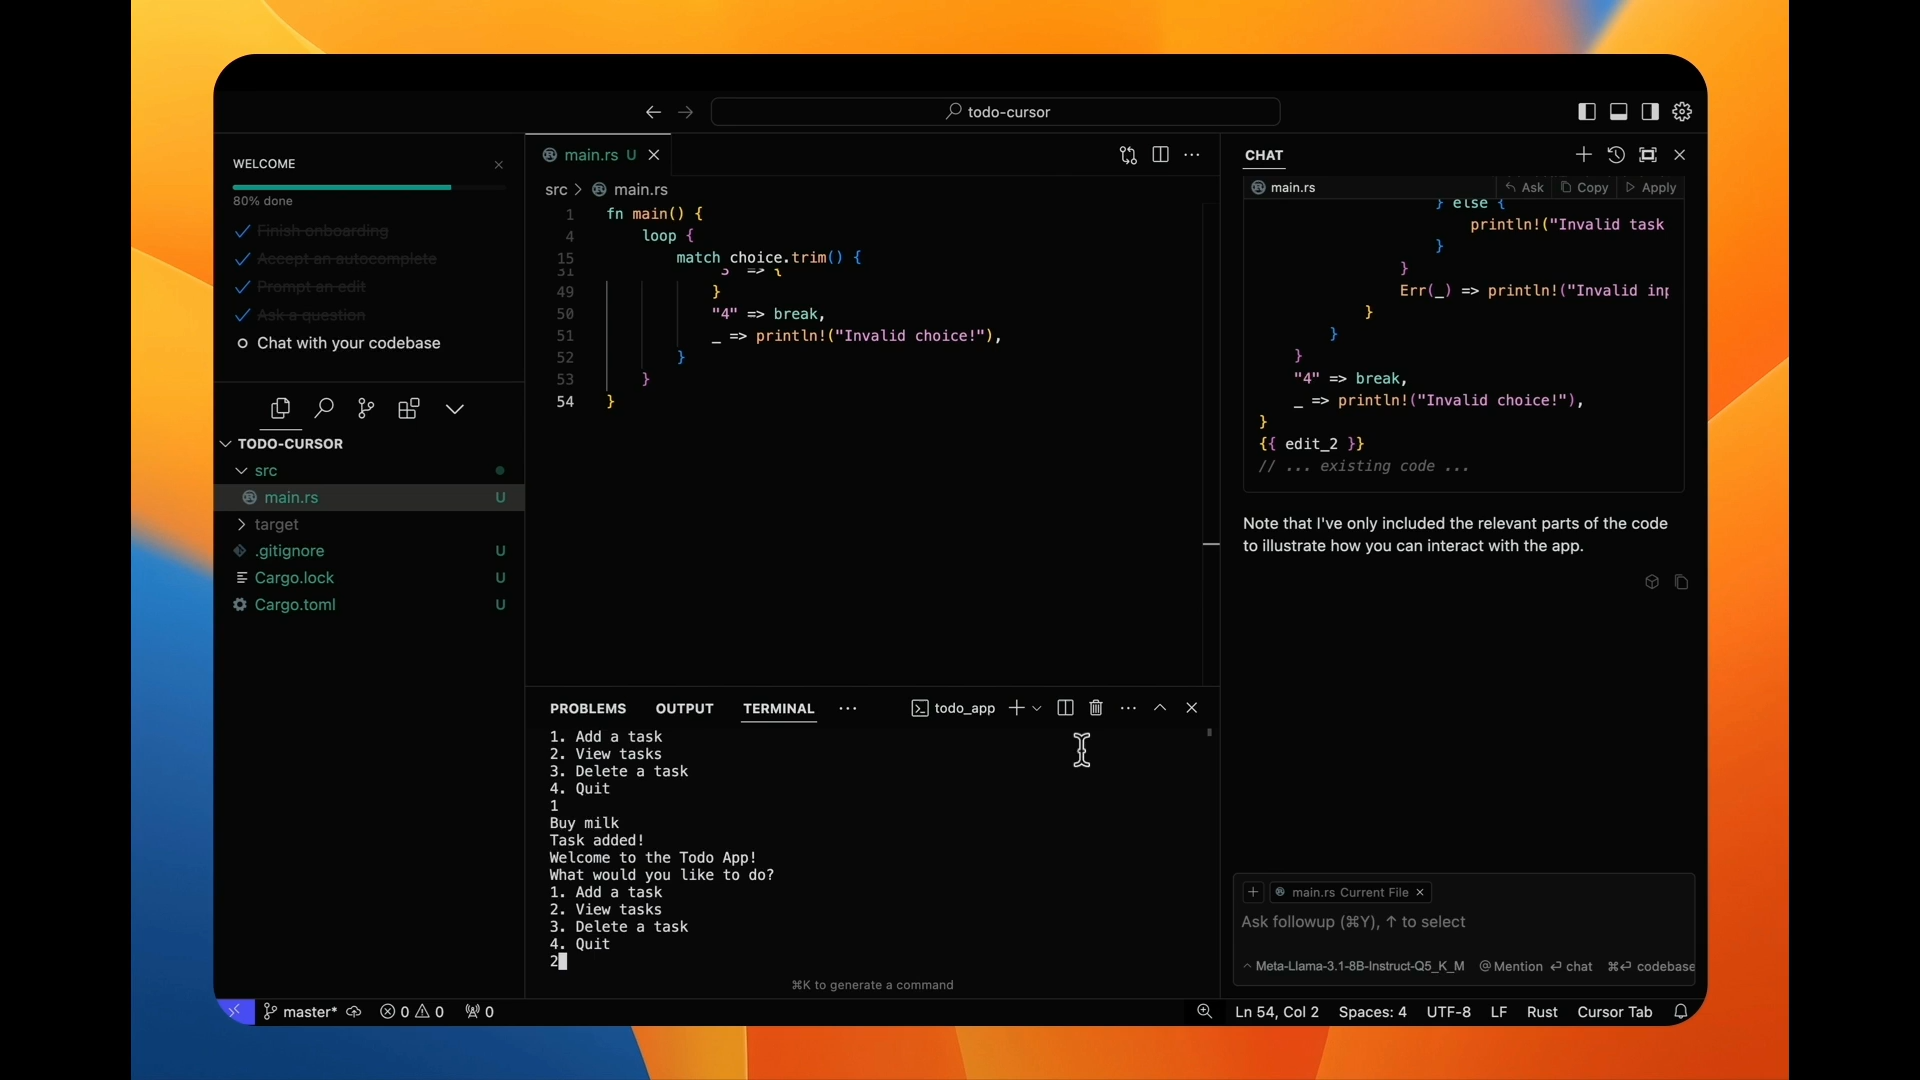 todo-cursor
WELCOME
80% done
Finish onboarding
Accept an autocomplete
Prompt an edit
Ask a question
Chat with your codebase
TODO-CURSOR
src
main.rs U
target
.gitignore U
Cargo.lock U
Cargo.toml U
main.rs U
src > main.rs
1 fn main() {
4 loop {
15 match choice.trim() {
31 "3" => {
49 }
50 "4" => break,
51 _ => println!("Invalid choice!"),
52 }
53 }
54 }
PROBLEMS OUTPUT TERMINAL ··· todo_app
1. Add a task
2. View tasks
3. Delete a task
4. Quit
1
Buy milk
Task added!
Welcome to the Todo App!
What would you like to do?
1. Add a task
2. View tasks
3. Delete a task
4. Quit
2
⌘K to generate a command
CHAT
main.rs Ask Copy Apply
} else {
println!("Invalid task
}
}
Err(_) => println!("Invalid inp
}
}
}
"4" => break,
_ => println!("Invalid choice!"),
}
{{ edit_2 }}
// ... existing code ...
Note that I've only included the relevant parts of the code
to illustrate how you can interact with the app.
+ main.rs Current File ×
Ask followup (⌘Y), ↑ to select
Meta-Llama-3.1-8B-Instruct-Q5_K_M @ Mention ↵ chat ⌘↵ codebase
master* 0 0 0
Ln 54, Col 2 Spaces: 4 UTF-8 LF Rust Cursor Tab